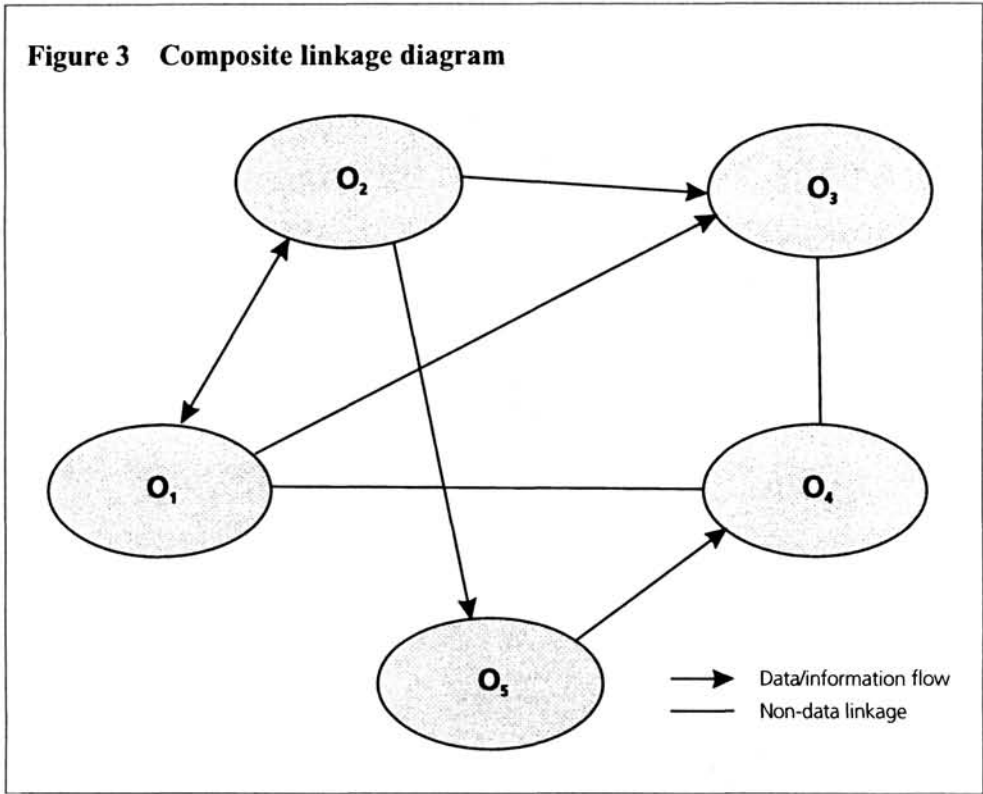 Figure 3 Composite linkage diagram
O₂
O₃
O₁
O₄
O₅
Data/information flow
Non-data linkage